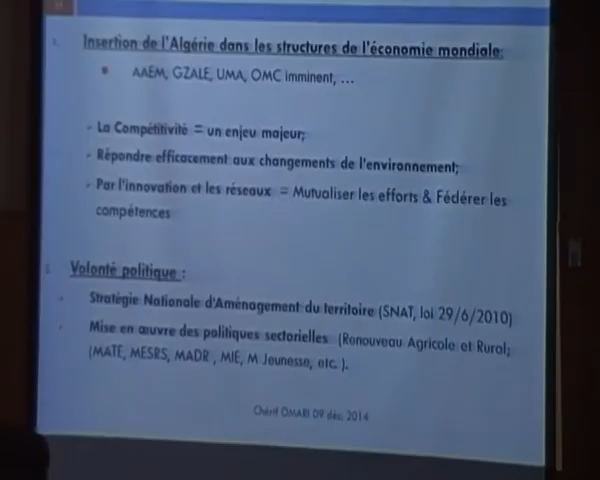 Insertion de l'Algérie dans les structures de l'économie mondiale:
• AAEM, GZALE, UMA, OMC imminent, ...
- La Compétitivité = un enjeu majeur;
- Répondre efficacement aux changements de l'environnement;
- Par l'innovation et les réseaux = Mutualiser les efforts & Fédérer les
compétences
Volonté politique :
Stratégie Nationale d'Aménagement du territoire (SNAT, loi 29/6/2010)
Mise en œuvre des politiques sectorielles (Renouveau Agricole et Rural;
(MATE, MESRS, MADR , MIE, M Jeunesse, etc. ).
Chérif OMARI 09 déc. 2014